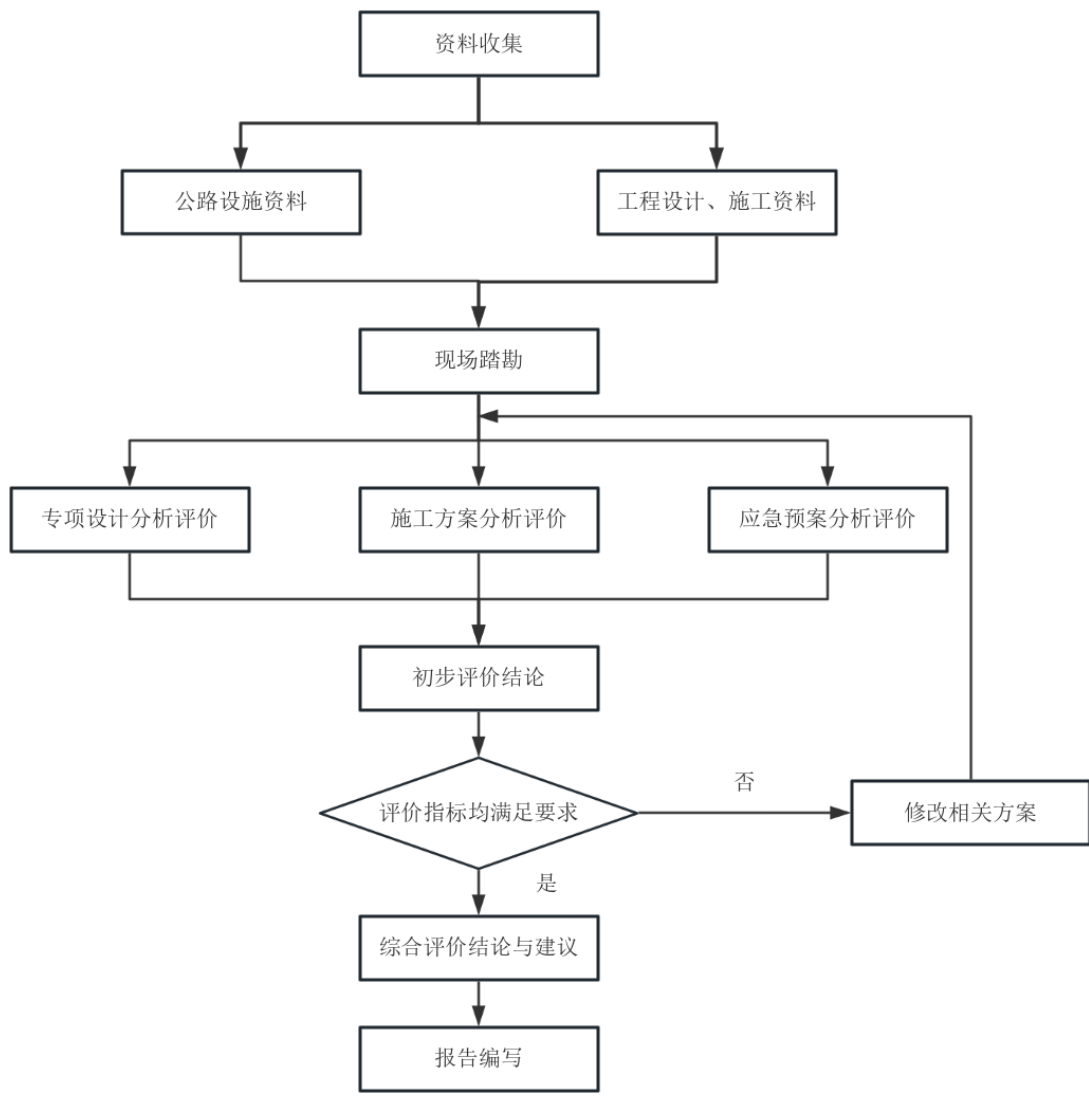 资料收集
公路设施资料
工程设计、施工资料
现场踏勘
专项设计分析评价
施工方案分析评价
应急预案分析评价
初步评价结论
评价指标均满足要求
否
修改相关方案
是
综合评价结论与建议
报告编写